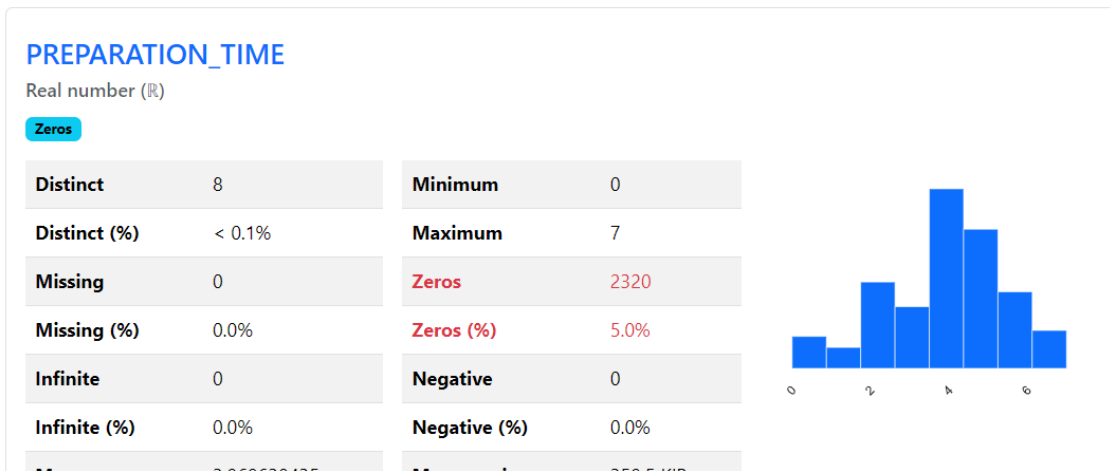 PREPARATION_TIME
Real number (ℝ)
Zeros
Distinct 8
Distinct (%) < 0.1%
Missing 0
Missing (%) 0.0%
Infinite 0
Infinite (%) 0.0%
Minimum 0
Maximum 7
Zeros 2320
Zeros (%) 5.0%
Negative 0
Negative (%) 0.0%
0 2 4 6